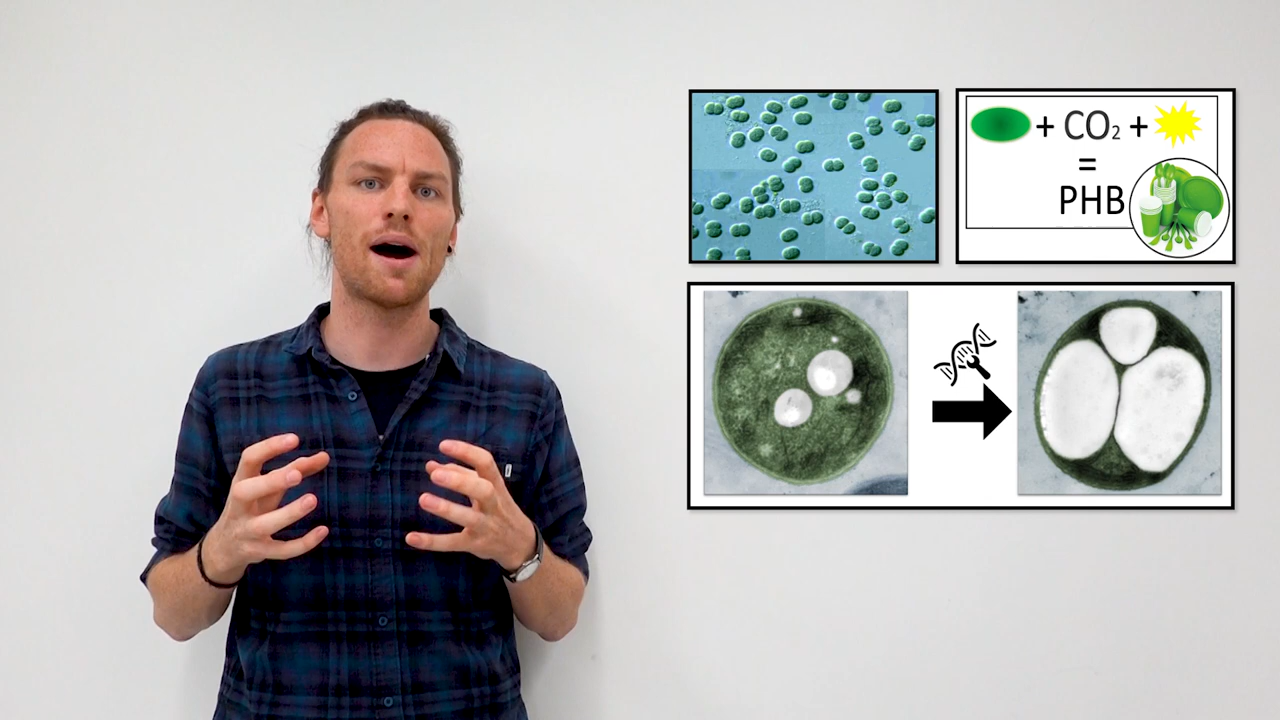 + CO₂ +
=
PHB